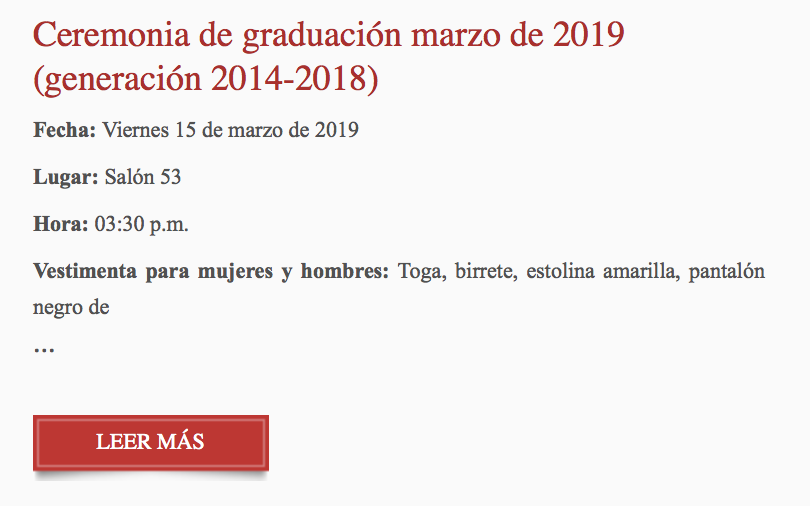 Ceremonia de graduación marzo de 2019
(generación 2014-2018)
Fecha: Viernes 15 de marzo de 2019
Lugar: Salón 53
Hora: 03:30 p.m.
Vestimenta para mujeres y hombres: Toga, birrete, estolina amarilla, pantalón
negro de
...
LEER MÁS